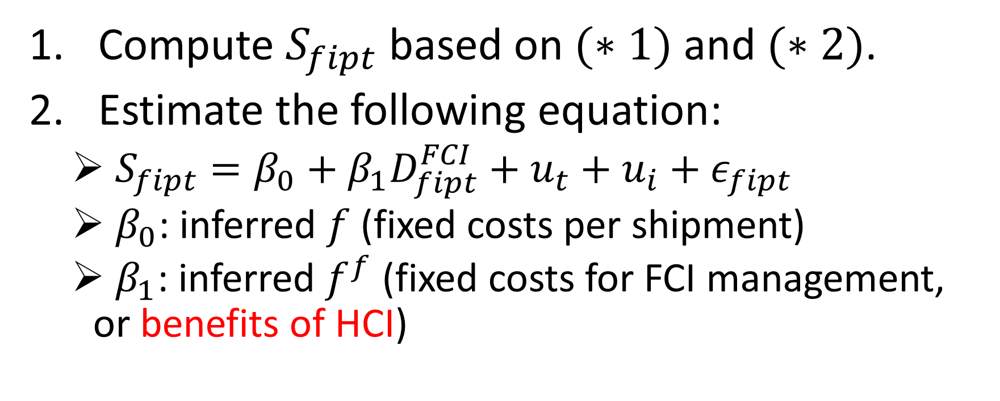 1. Compute $S_{fipt}$ based on (∗ 1) and (∗ 2).
2. Estimate the following equation:
➢ $S_{fipt} = \beta_0 + \beta_1 D^{FCI}_{fipt} + u_t + u_i + \epsilon_{fipt}$
➢ $\beta_0$: inferred $f$ (fixed costs per shipment)
➢ $\beta_1$: inferred $f^f$ (fixed costs for FCI management,
or benefits of HCI)